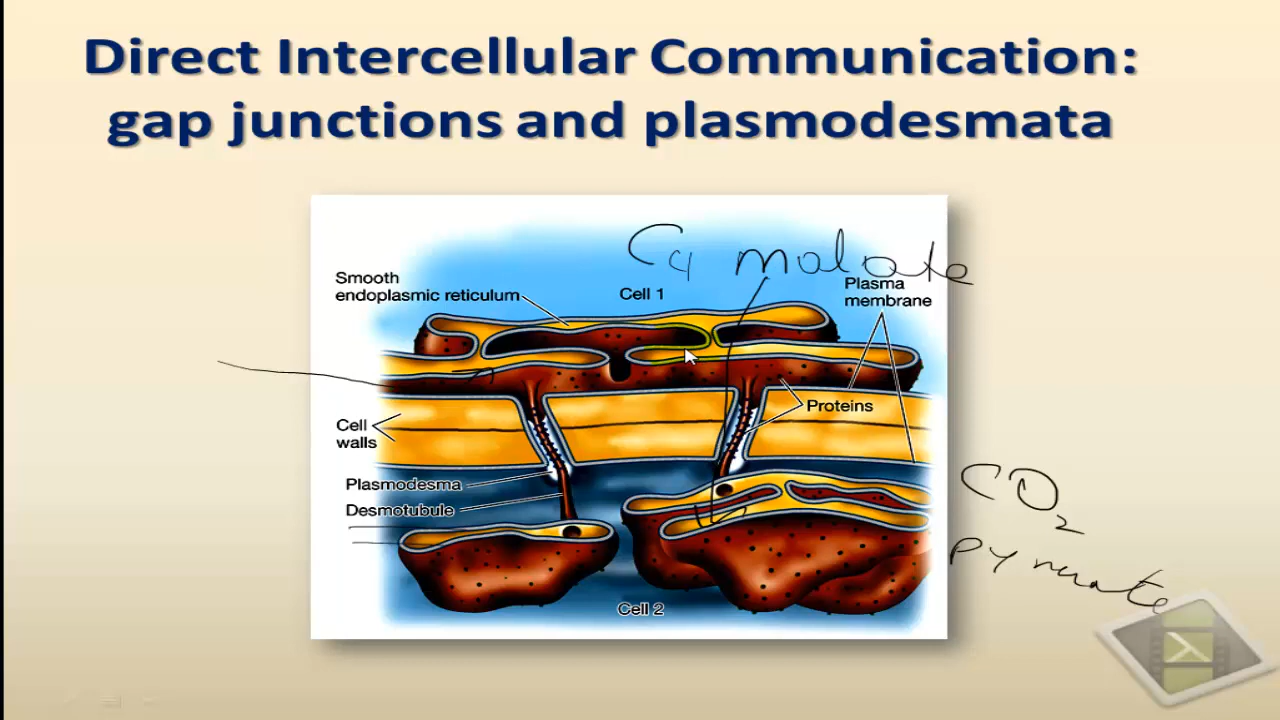 Direct Intercellular Communication:
gap junctions and plasmodesmata
C4 malate
Smooth
endoplasmic reticulum
Cell 1
Plasma
membrane
Proteins
Cell
walls
Plasmodesma
Desmotubule
CO2
pyruvate
Cell 2